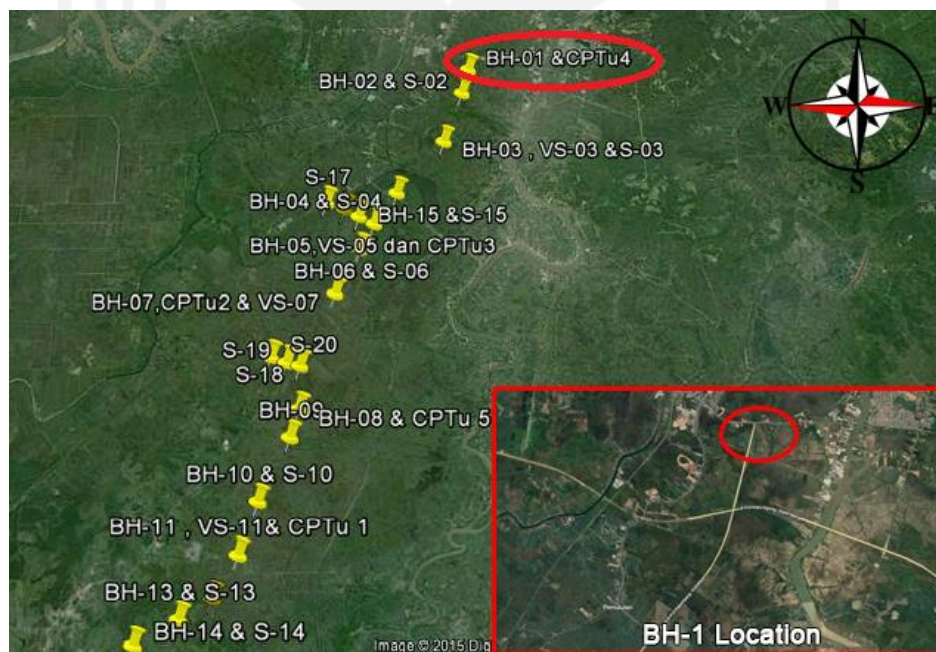 N
BH-01 &CPTu4
BH-02 & S-02
W
E
BH-03 , VS-03 &S-03
S
S-17
BH-04 & S-04
BH-15 &S-15
BH-05,VS-05 dan CPTu3
BH-06 & S-06
BH-07,CPTu2 & VS-07
S-19
S-20
S-18
BH-09
BH-08 & CPTu 5
BH-10 & S-10
BH-11 , VS-11& CPTu 1
BH-13 & S-13
BH-14 & S-14
Image © 2015 Dig
Pemulutan
BH-1 Location